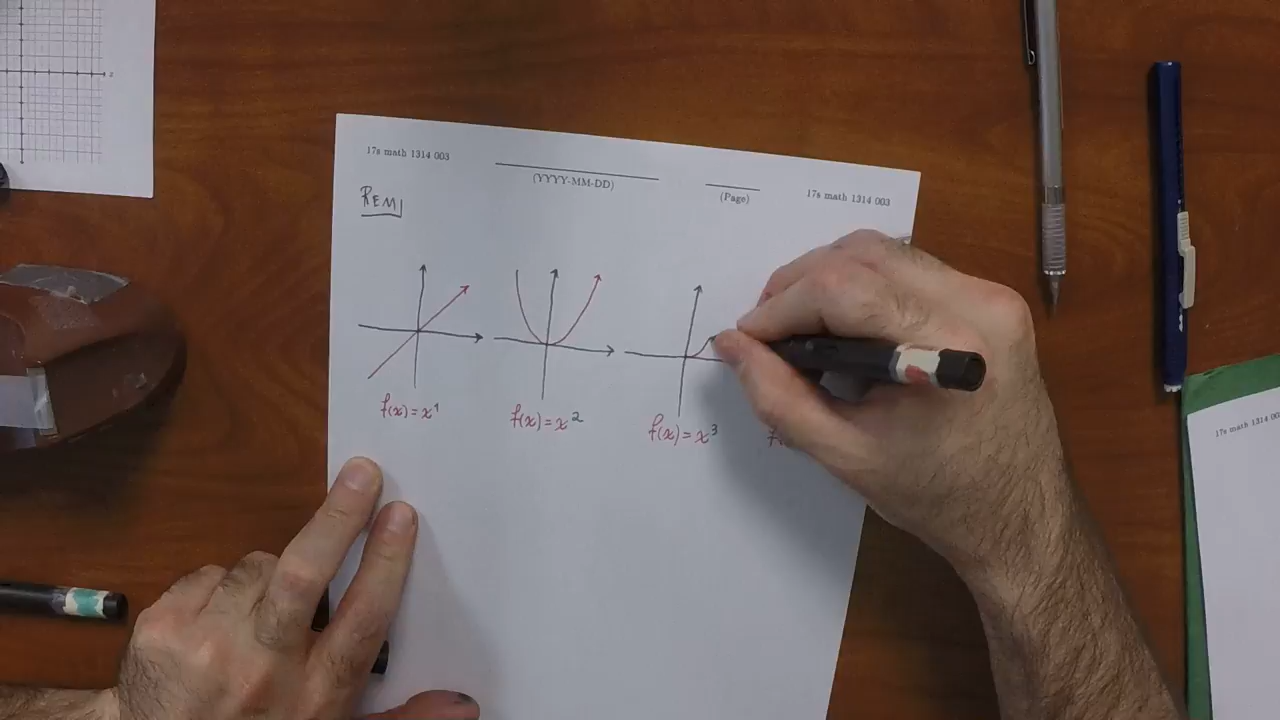 17s math 1314 003
(YYYY-MM-DD)
(Page)
17s math 1314 003
REM
f(x)=x¹
f(x)=x²
f(x)=x³
17s math 1314 00
x